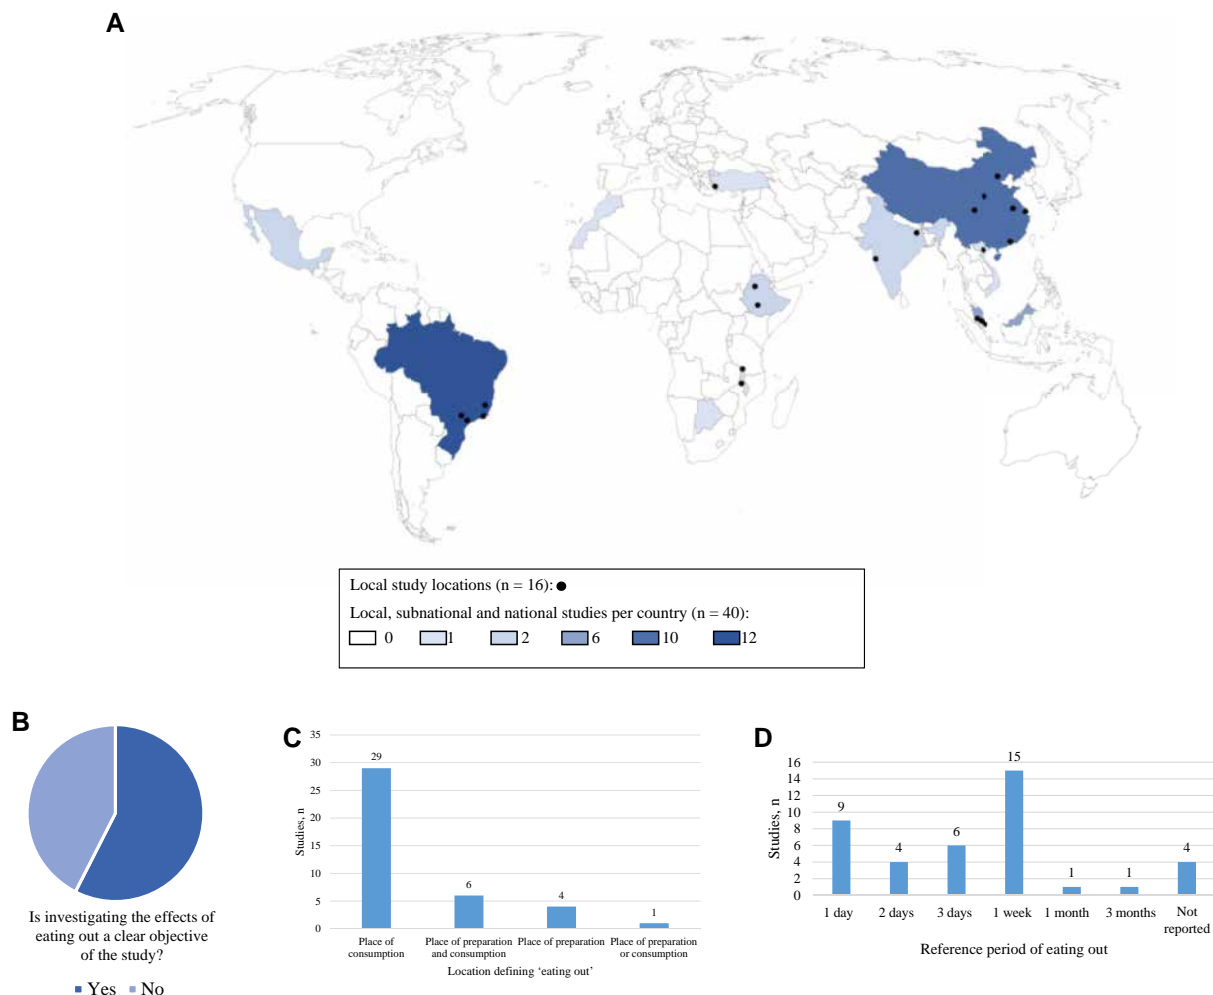 A
Local study locations (n = 16):
Local, subnational and national studies per country (n = 40):
0 1 2 6 10 12
B
Is investigating the effects of
eating out a clear objective
of the study?
Yes No
C
Studies, n
35
30
25
20
15
10
5
0
29
6
4
1
Place of consumption
Place of preparation and consumption
Place of preparation
Place of preparation or consumption
Location defining ‘eating out’
D
Studies, n
16
14
12
10
8
6
4
2
0
9
4
6
15
1
1
4
1 day 2 days 3 days 1 week 1 month 3 months Not reported
Reference period of eating out